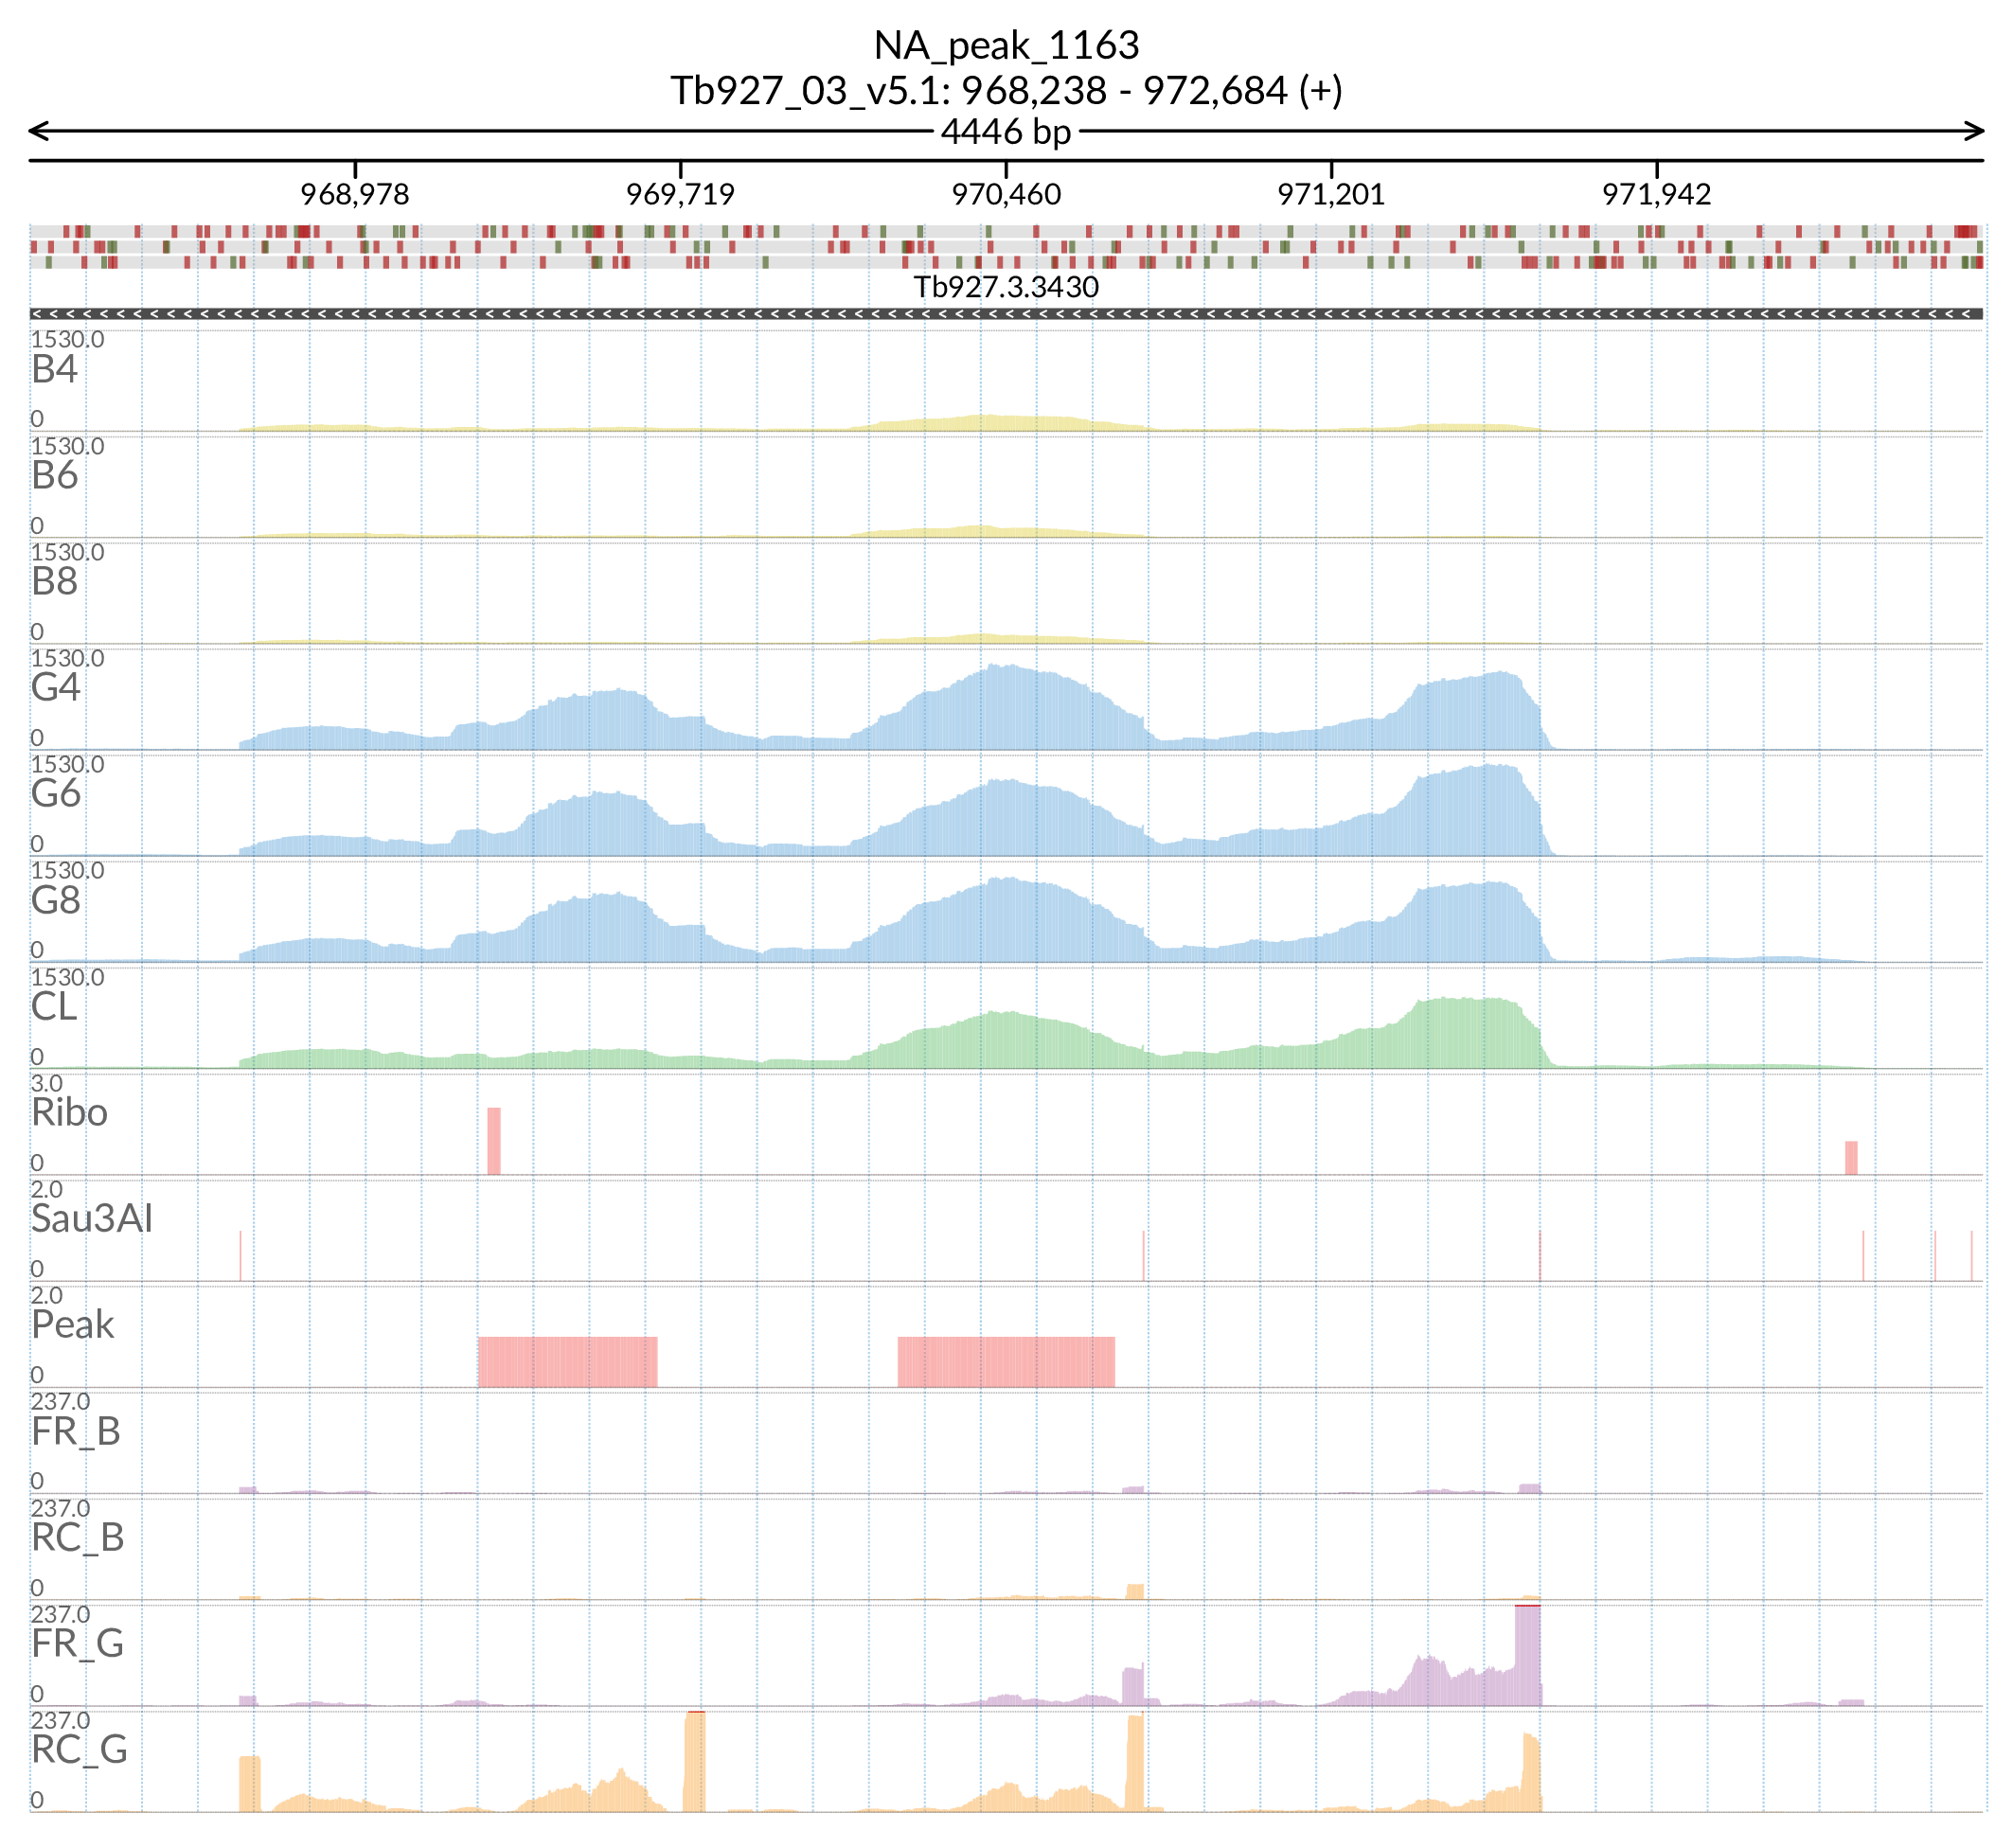 NA_peak_1163
Tb927_03_v5.1: 968,238 - 972,684 (+)
4446 bp
968,978 969,719 970,460 971,201 971,942
Tb927.3.3430
1530.0
B4
0
1530.0
B6
0
1530.0
B8
0
1530.0
G4
0
1530.0
G6
0
1530.0
G8
0
1530.0
CL
0
3.0
Ribo
0
2.0
Sau3AI
0
2.0
Peak
0
237.0
FR_B
0
237.0
RC_B
0
237.0
FR_G
0
237.0
RC_G
0